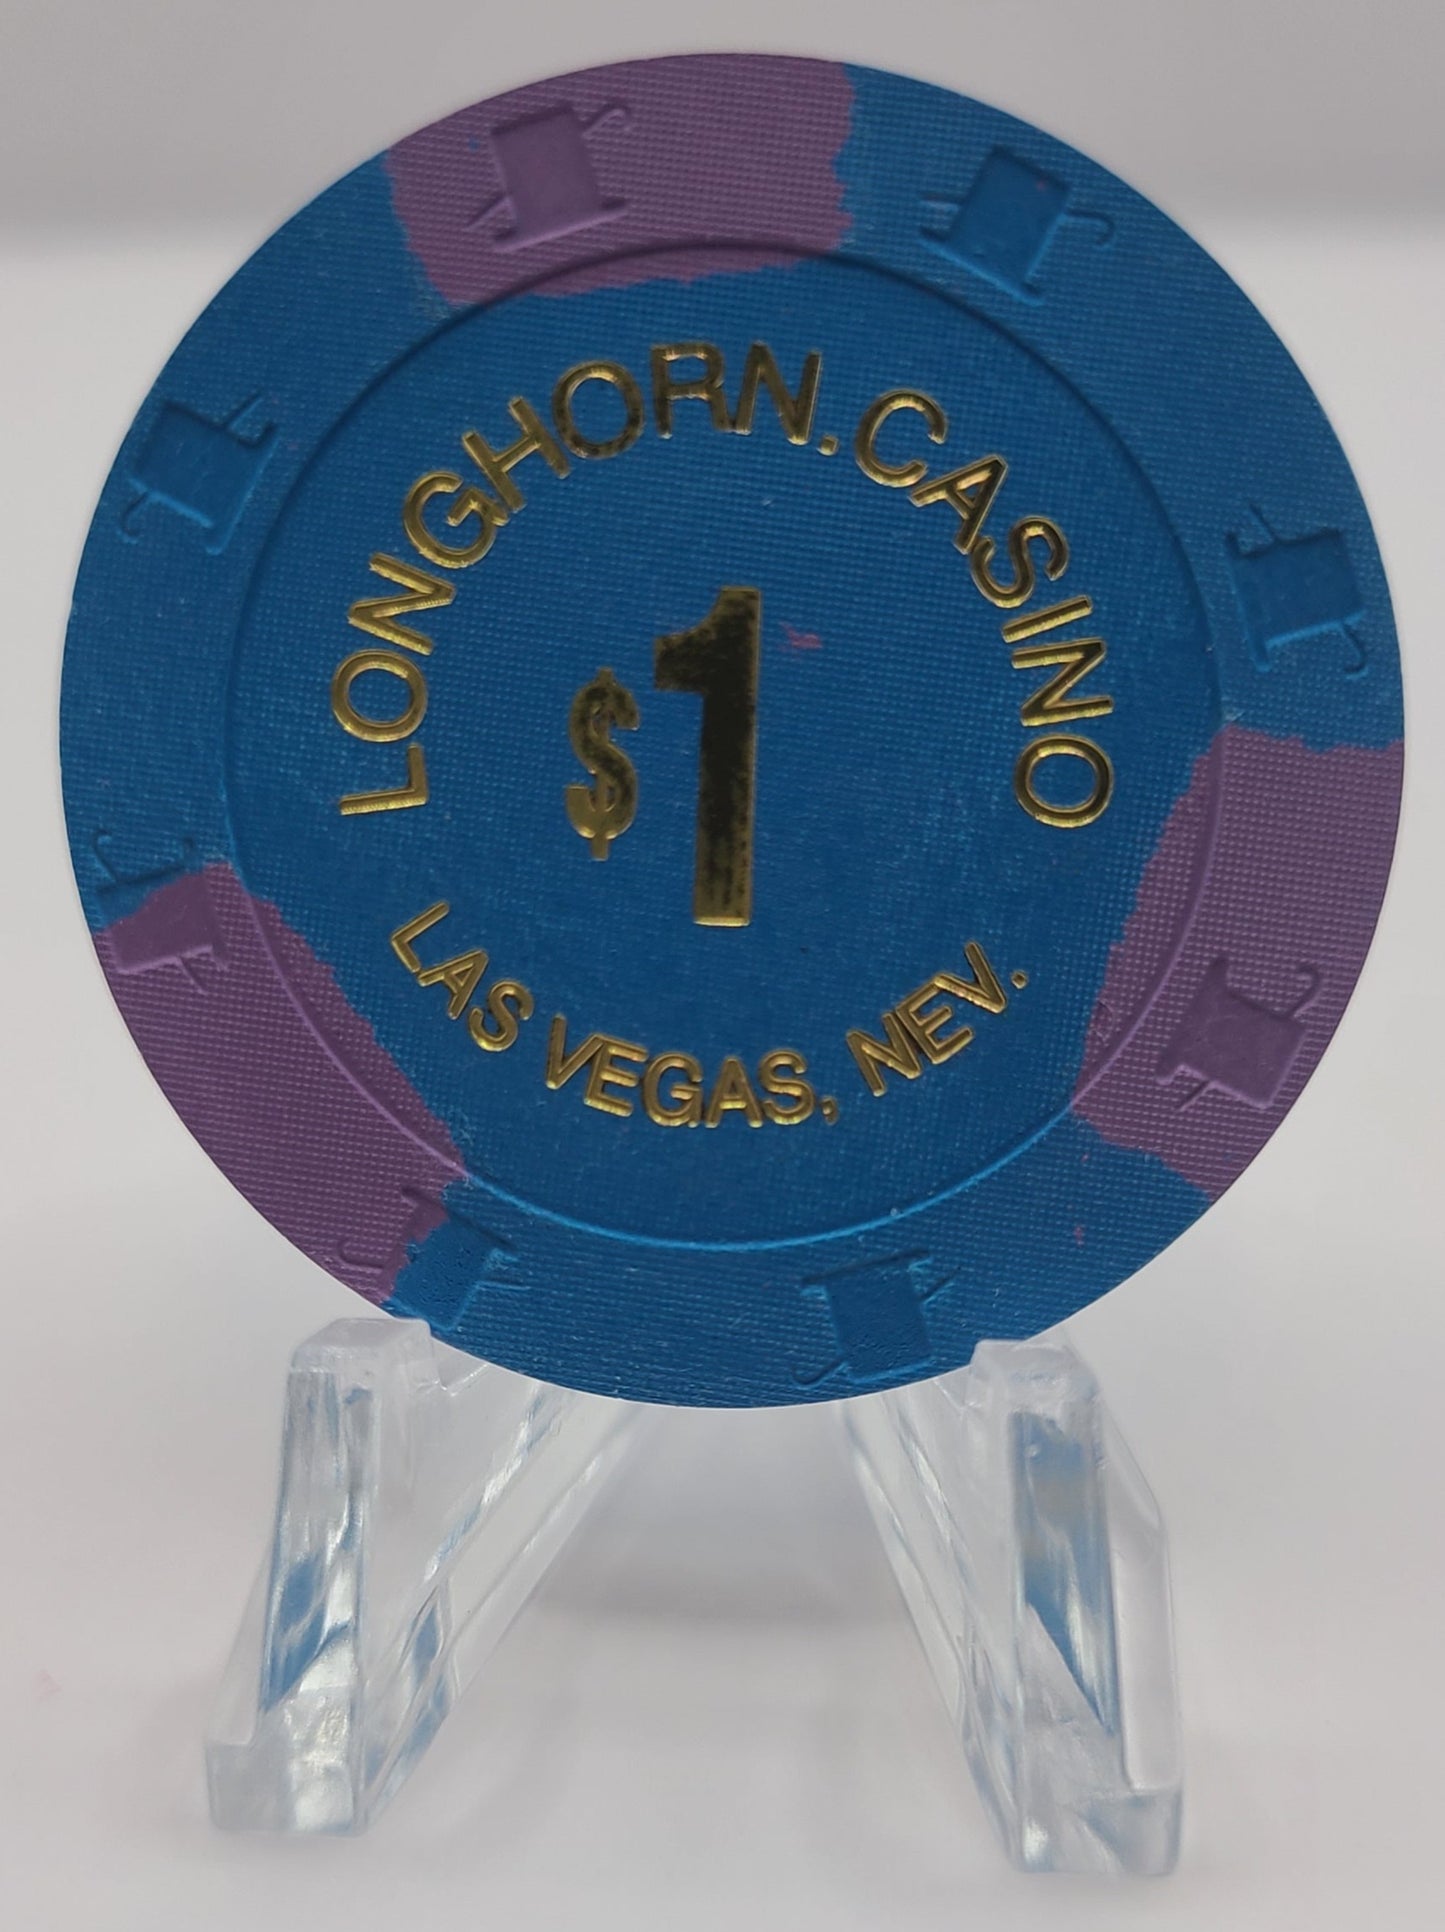 LONGHORN.CASINO
$1
LAS VEGAS, NEV.